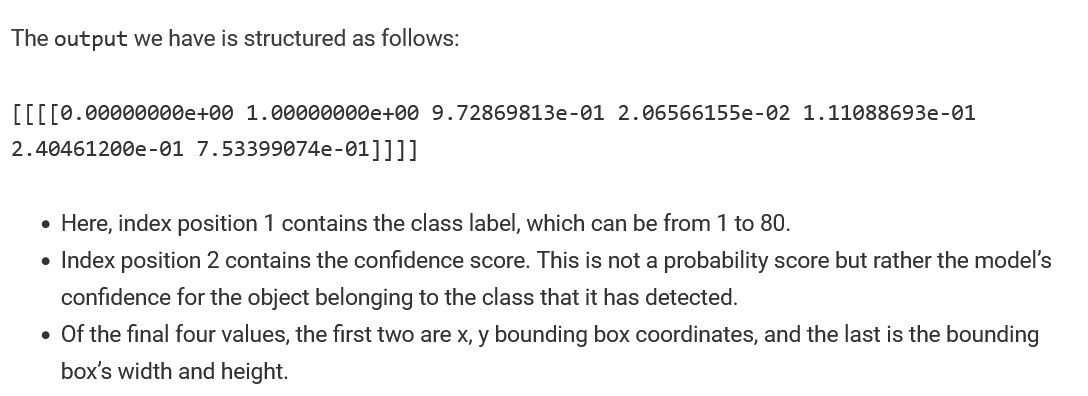 The output we have is structured as follows:
[[[[0.00000000e+00 1.00000000e+00 9.72869813e-01 2.06566155e-02 1.11088693e-01
2.40461200e-01 7.53399074e-01]]]]
• Here, index position 1 contains the class label, which can be from 1 to 80.
• Index position 2 contains the confidence score. This is not a probability score but rather the model’s
confidence for the object belonging to the class that it has detected.
• Of the final four values, the first two are x, y bounding box coordinates, and the last is the bounding
box’s width and height.